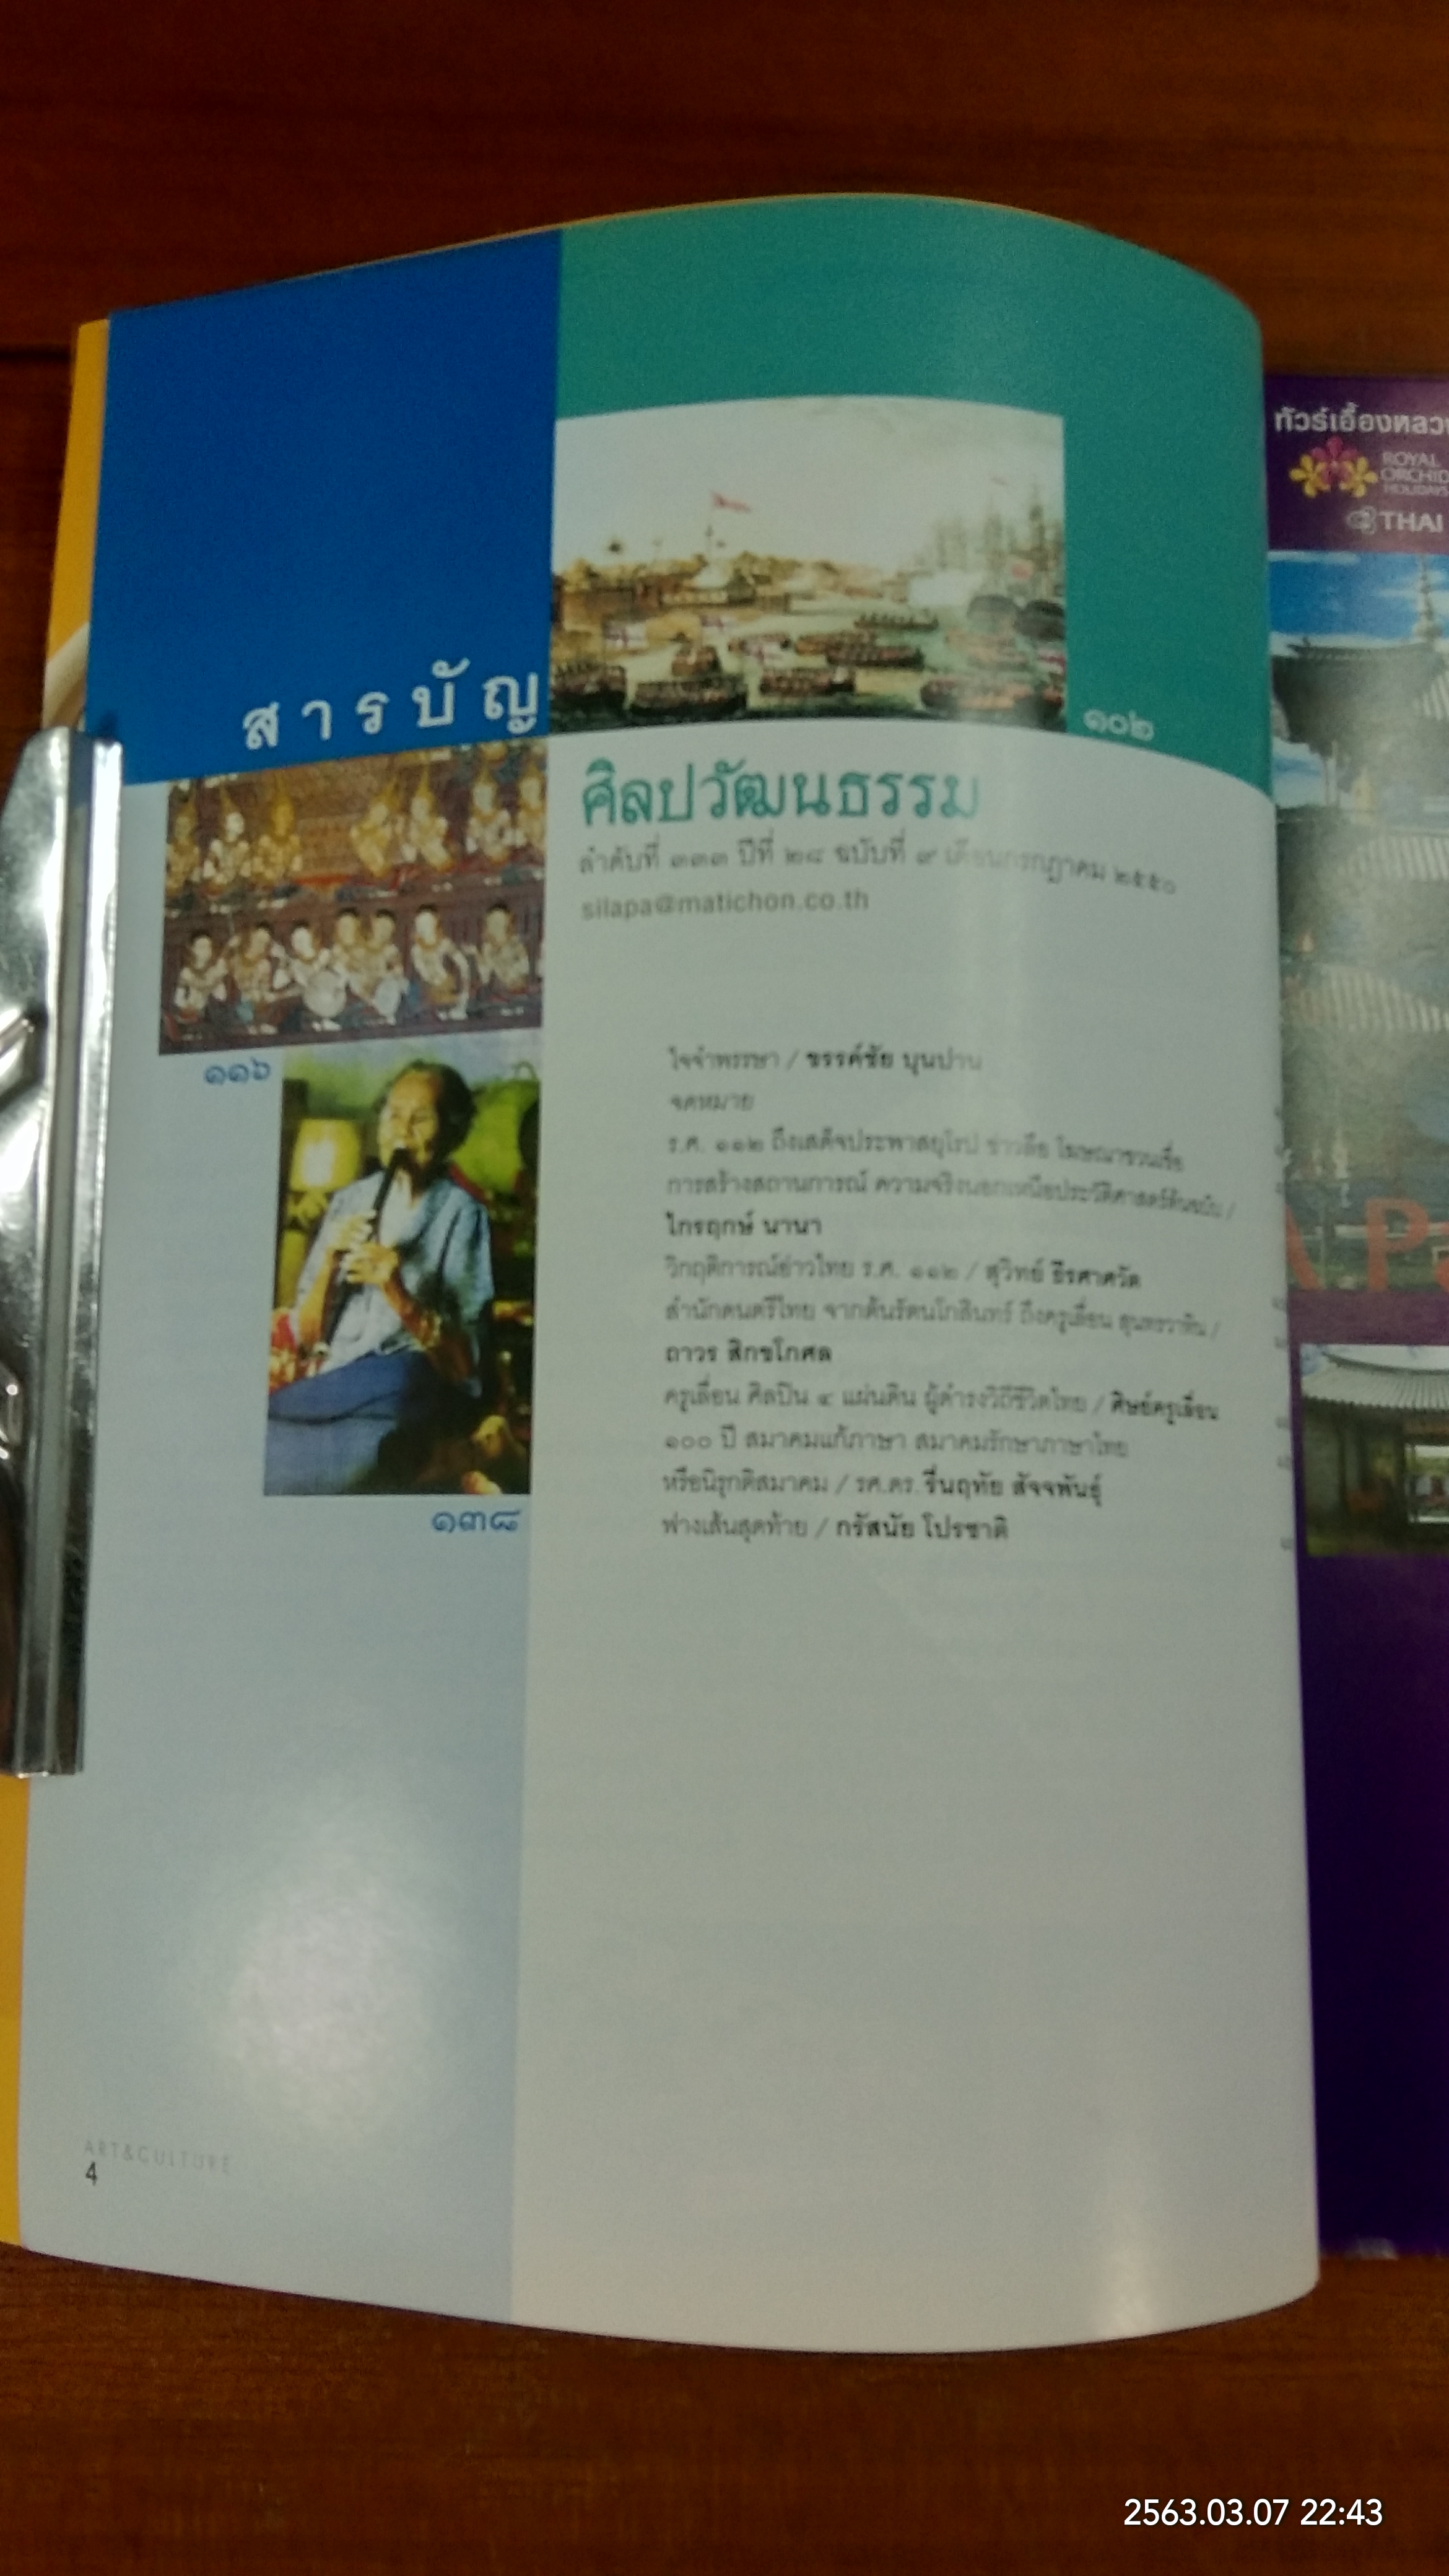 สารบัญ
๑๐๒
ศิลปวัฒนธรรม
ลำดับที่ ๓๓๓ ปีที่ ๒๘ ฉบับที่ ๙ เดือนกรกฎาคม ๒๕๕๐
silapa@matichon.co.th
๑๑๖
๑๓๘
ใจจำพรรษา / ขรรค์ชัย บุนปาน
จดหมาย
ร.ศ. ๑๑๒ ถึงเสด็จประพาสยุโรป ข่าวลือ โฆษณาชวนเชื่อ
การสร้างสถานการณ์ ความจริงนอกเหนือประวัติศาสตร์ต้นฉบับ /
ไกรฤกษ์ นานา
วิกฤติการณ์อ่าวไทย ร.ศ. ๑๑๒ / สุวิทย์ ธีรศาศวัต
สำนักดนตรีไทย จากต้นรัตนโกสินทร์ ถึงครูเลื่อน สุนทรวาทิน /
ถาวร สิกขโกศล
ครูเลื่อน ศิลปิน ๔ แผ่นดิน ผู้ดำรงวิถีชีวิตไทย / ศิษย์ครูเลื่อน
๑๐๐ ปี สมาคมแก้ภาษา สมาคมรักษาภาษาไทย
หรือนิรุกติสมาคม / รศ.ดร. รื่นฤทัย สัจจพันธุ์
ฟางเส้นสุดท้าย / กรัสนัย โปรชาติ
ART&CULTURE
4
ทัวร์เอื้องหลวง
ROYAL
ORCHID
HOLIDAYS
THAI
AP
2563.03.07 22:43